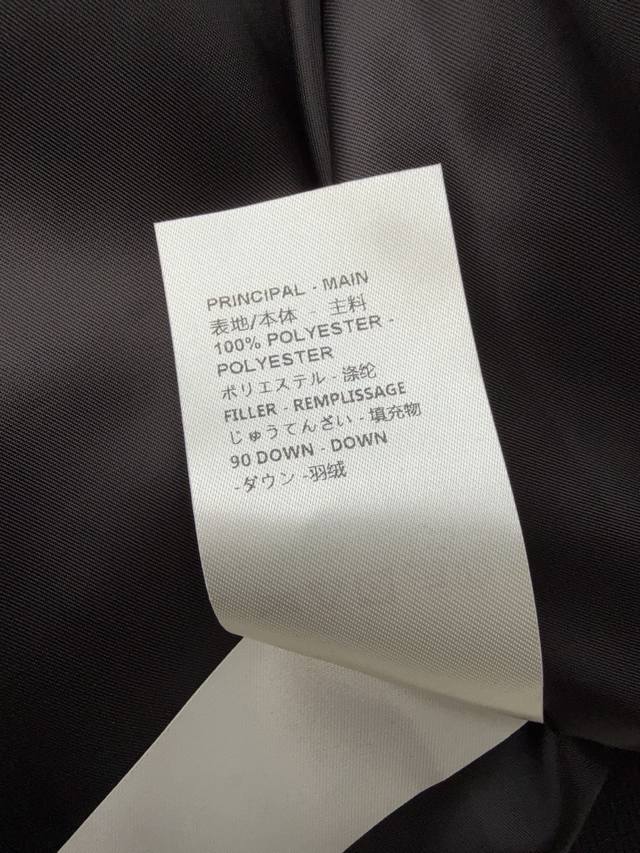 PRINCIPAL - MAIN
表地/本体 - 主料
100% POLYESTER -
POLYESTER
ポリエステル - 涤纶
FILLER - REMPLISSAGE
じゅうてんざい - 填充物
90 DOWN - DOWN
-ダウン -羽绒